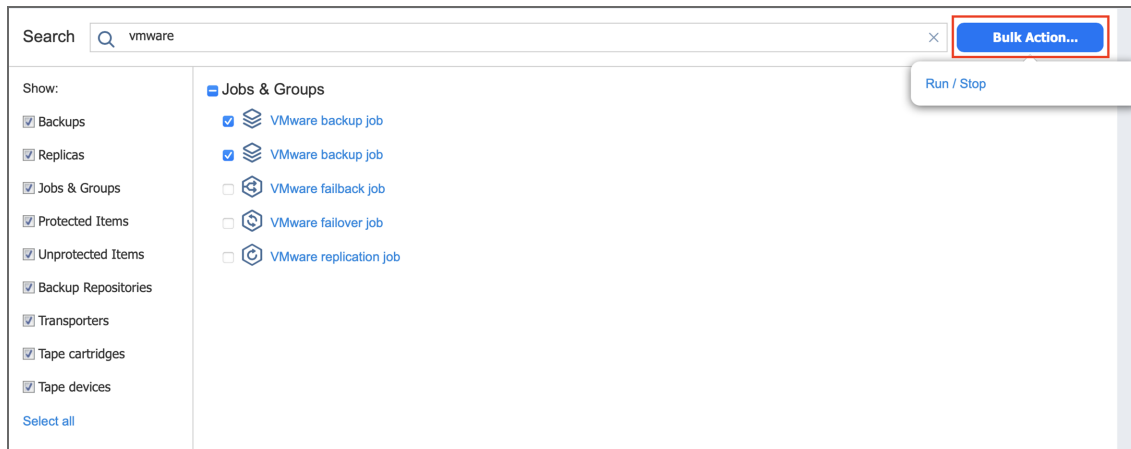 Search
vmware
Bulk Action...
Run / Stop
Show:
Backups
Replicas
Jobs & Groups
Protected Items
Unprotected Items
Backup Repositories
Transporters
Tape cartridges
Tape devices
Select all
Jobs & Groups
VMware backup job
VMware backup job
VMware failback job
VMware failover job
VMware replication job